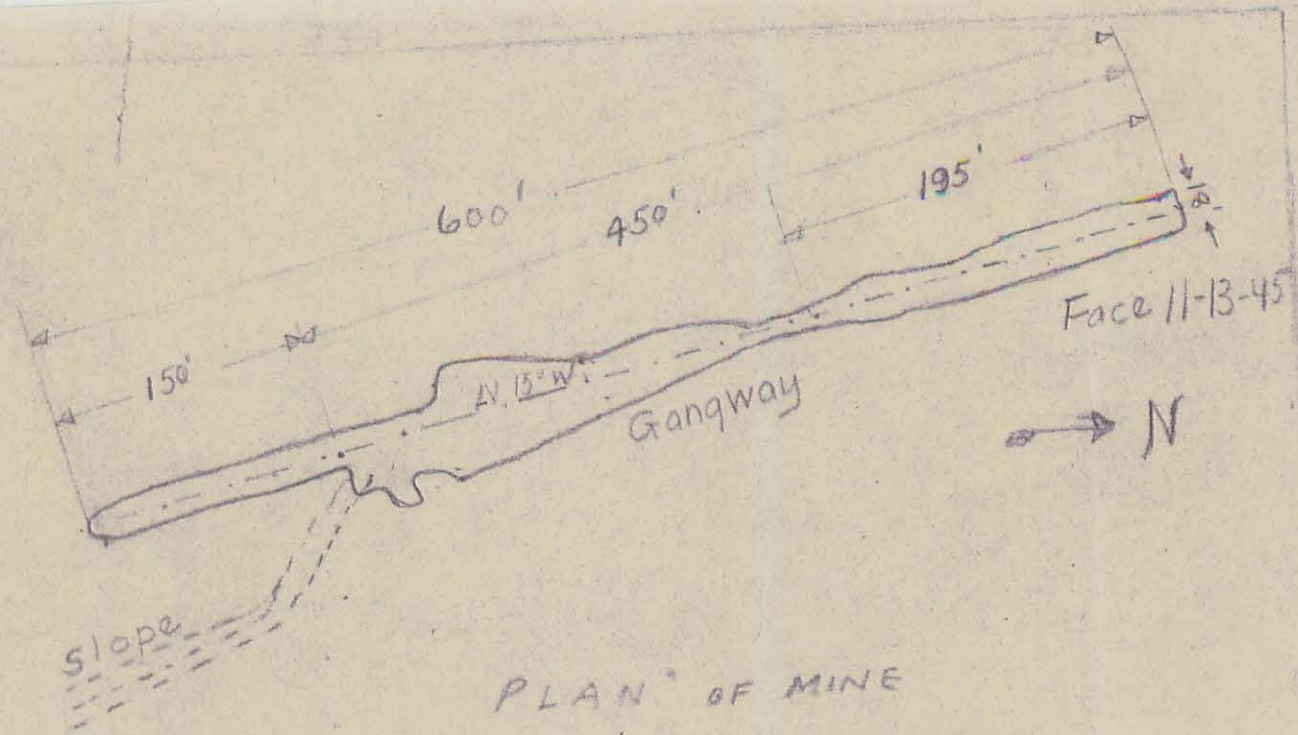 600'
450'
195'
150'
N 15° W
Gangway
Face 11-13-45
N
Slope
PLAN OF MINE